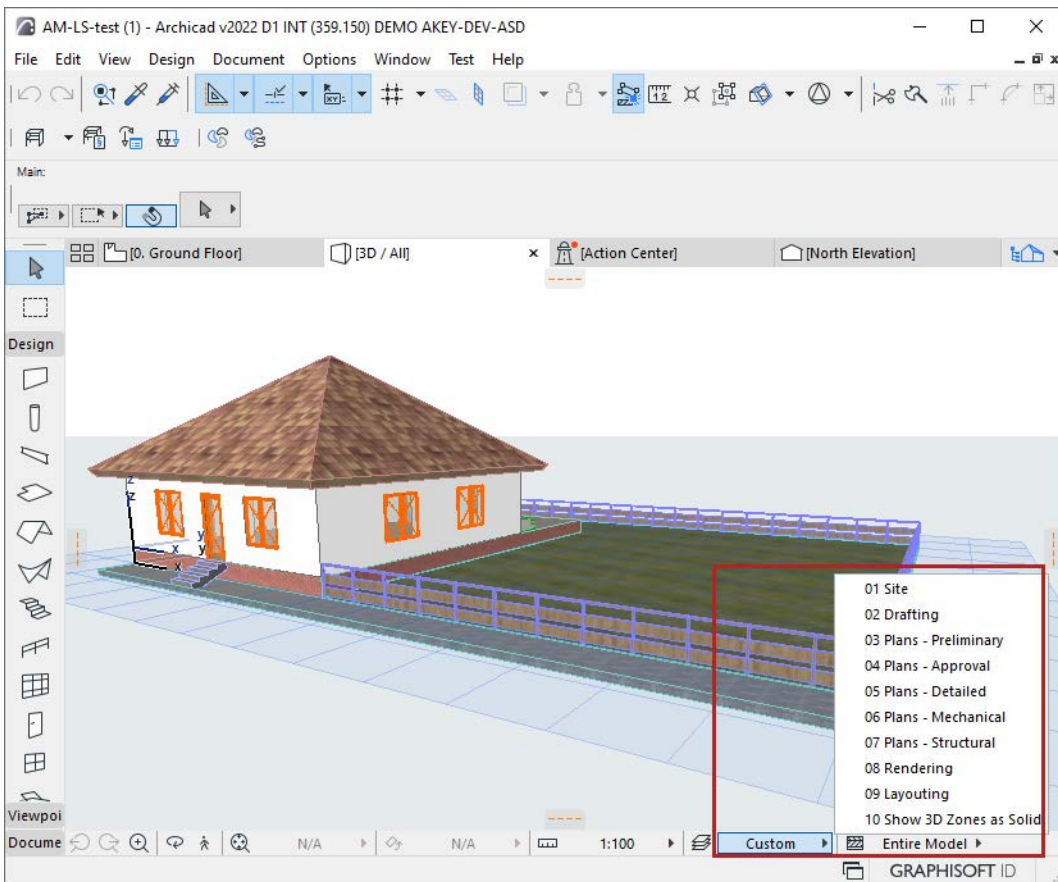 AM-LS-test (1) - Archicad v2022 D1 INT (359.150) DEMO AKEY-DEV-ASD
File Edit View Design Document Options Window Test Help
Main:
[0. Ground Floor] [3D / All] [Action Center] [North Elevation]
Design
z
z
y
x y
x
01 Site
02 Drafting
03 Plans - Preliminary
04 Plans - Approval
05 Plans - Detailed
06 Plans - Mechanical
07 Plans - Structural
08 Rendering
09 Layouting
10 Show 3D Zones as Solid
Viewpoi
Docume N/A N/A 1:100 Custom Entire Model
GRAPHISOFT ID